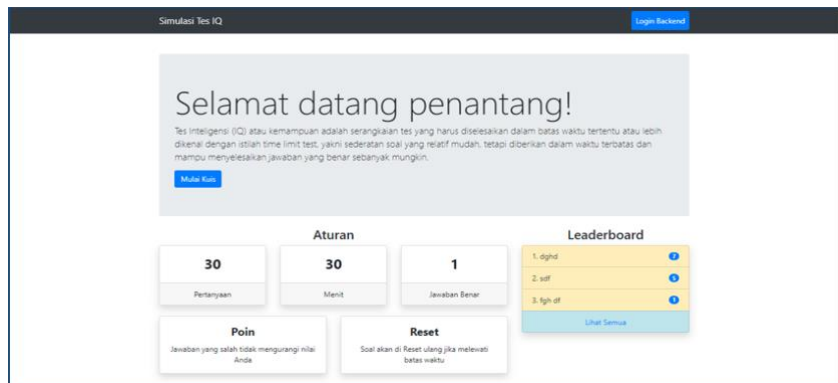 Simulasi Tes IQ
Login Backend
Selamat datang penantang!
Tes Inteligensi (IQ) atau kemampuan adalah serangkaian tes yang harus diselesaikan dalam batas waktu tertentu atau lebih
dikenal dengan istilah time limit test, yakni sederatan soal yang relatif mudah, tetapi diberikan dalam waktu terbatas dan
mampu menyelesaikan jawaban yang benar sebanyak mungkin.
Mulai Kuis
Aturan
30
Pertanyaan
30
Menit
1
Jawaban Benar
Poin
Jawaban yang salah tidak mengurangi nilai
Anda
Reset
Soal akan di Reset ulang jika melewati
batas waktu
Leaderboard
1. dghd
2. sdf
3. fgh df
Lihat Semua